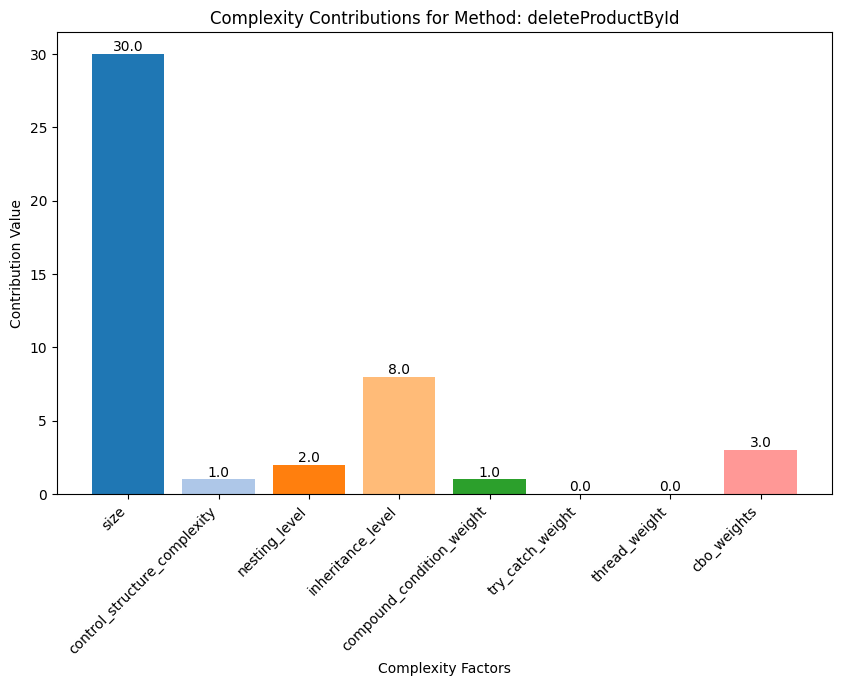 Complexity Contributions for Method: deleteProductById
Contribution Value
30
25
20
15
10
5
0
30.0
1.0
2.0
8.0
1.0
0.0
0.0
3.0
size
control_structure_complexity
nesting_level
inheritance_level
compound_condition_weight
try_catch_weight
thread_weight
cbo_weights
Complexity Factors